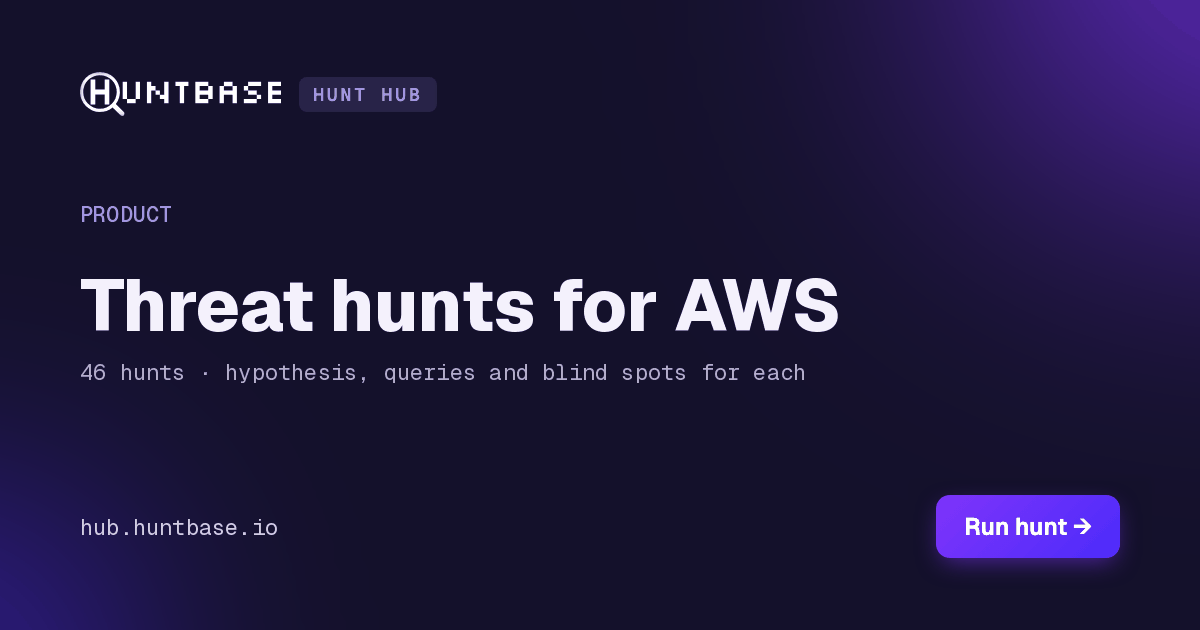 HUNTBASE HUNT HUB
PRODUCT
Threat hunts for AWS
46 hunts · hypothesis, queries and blind spots for each
hub.huntbase.io
Run hunt →